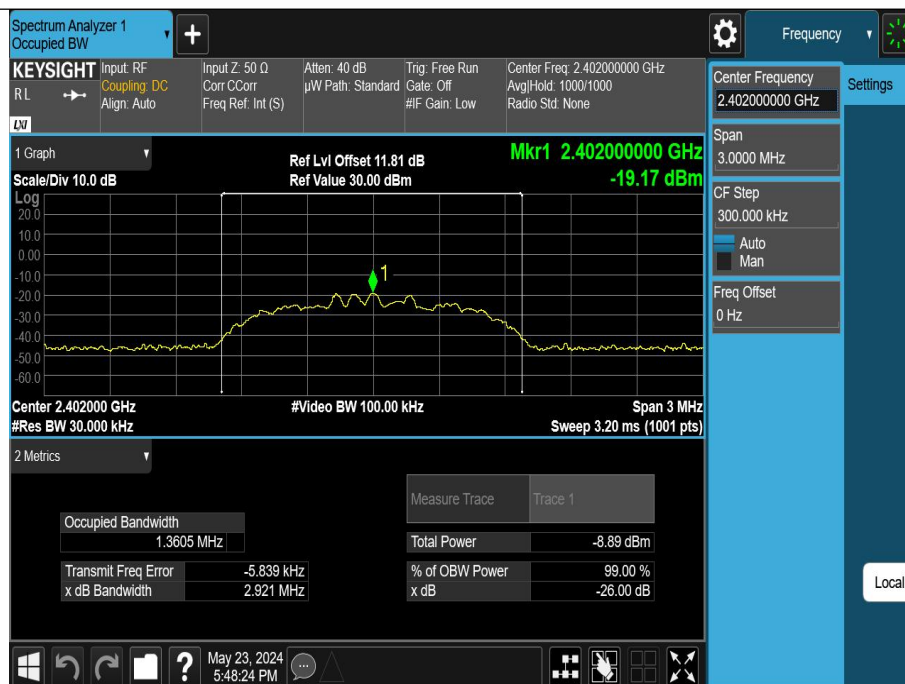 Spectrum Analyzer 1
Occupied BW
+
Frequency
KEYSIGHT
RL
LXI
Input: RF
Coupling: DC
Align: Auto
Input Z: 50 Ω
Corr CCorr
Freq Ref: Int (S)
Atten: 40 dB
µW Path: Standard
Trig: Free Run
Gate: Off
#IF Gain: Low
Center Freq: 2.402000000 GHz
Avg|Hold: 1000/1000
Radio Std: None
Center Frequency
2.402000000 GHz
Settings
Span
3.0000 MHz
CF Step
300.000 kHz
Auto
Man
Freq Offset
0 Hz
Local
1 Graph
Scale/Div 10.0 dB
Ref Lvl Offset 11.81 dB
Ref Value 30.00 dBm
Mkr1 2.402000000 GHz
-19.17 dBm
Log
20.0
10.0
0.00
-10.0
-20.0
-30.0
-40.0
-50.0
-60.0
1
Center 2.402000 GHz
#Res BW 30.000 kHz
#Video BW 100.00 kHz
Span 3 MHz
Sweep 3.20 ms (1001 pts)
2 Metrics
Measure Trace Trace 1
Occupied Bandwidth
1.3605 MHz
Total Power -8.89 dBm
Transmit Freq Error -5.839 kHz
% of OBW Power 99.00 %
x dB Bandwidth 2.921 MHz
x dB -26.00 dB
?
May 23, 2024
5:48:24 PM